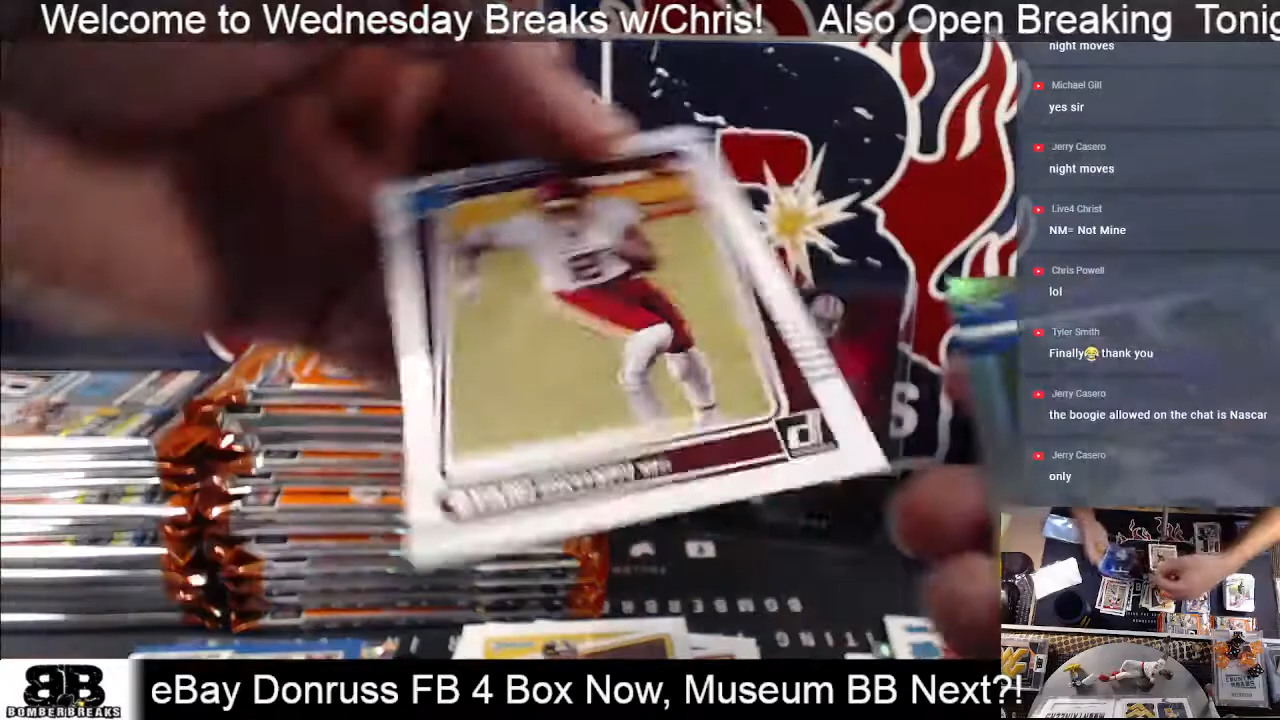 Welcome to Wednesday Breaks w/Chris! Also Open Breaking Tonig
night moves
Michael Gill
yes sir
Jerry Casero
night moves
Live4 Christ
NM= Not Mine
Chris Powell
lol
Tyler Smith
Finally😂 thank you
Jerry Casero
the boogie allowed on the chat is Nascar
Jerry Casero
only
BB
BOMBERBREAKS
eBay Donruss FB 4 Box Now, Museum BB Next?!